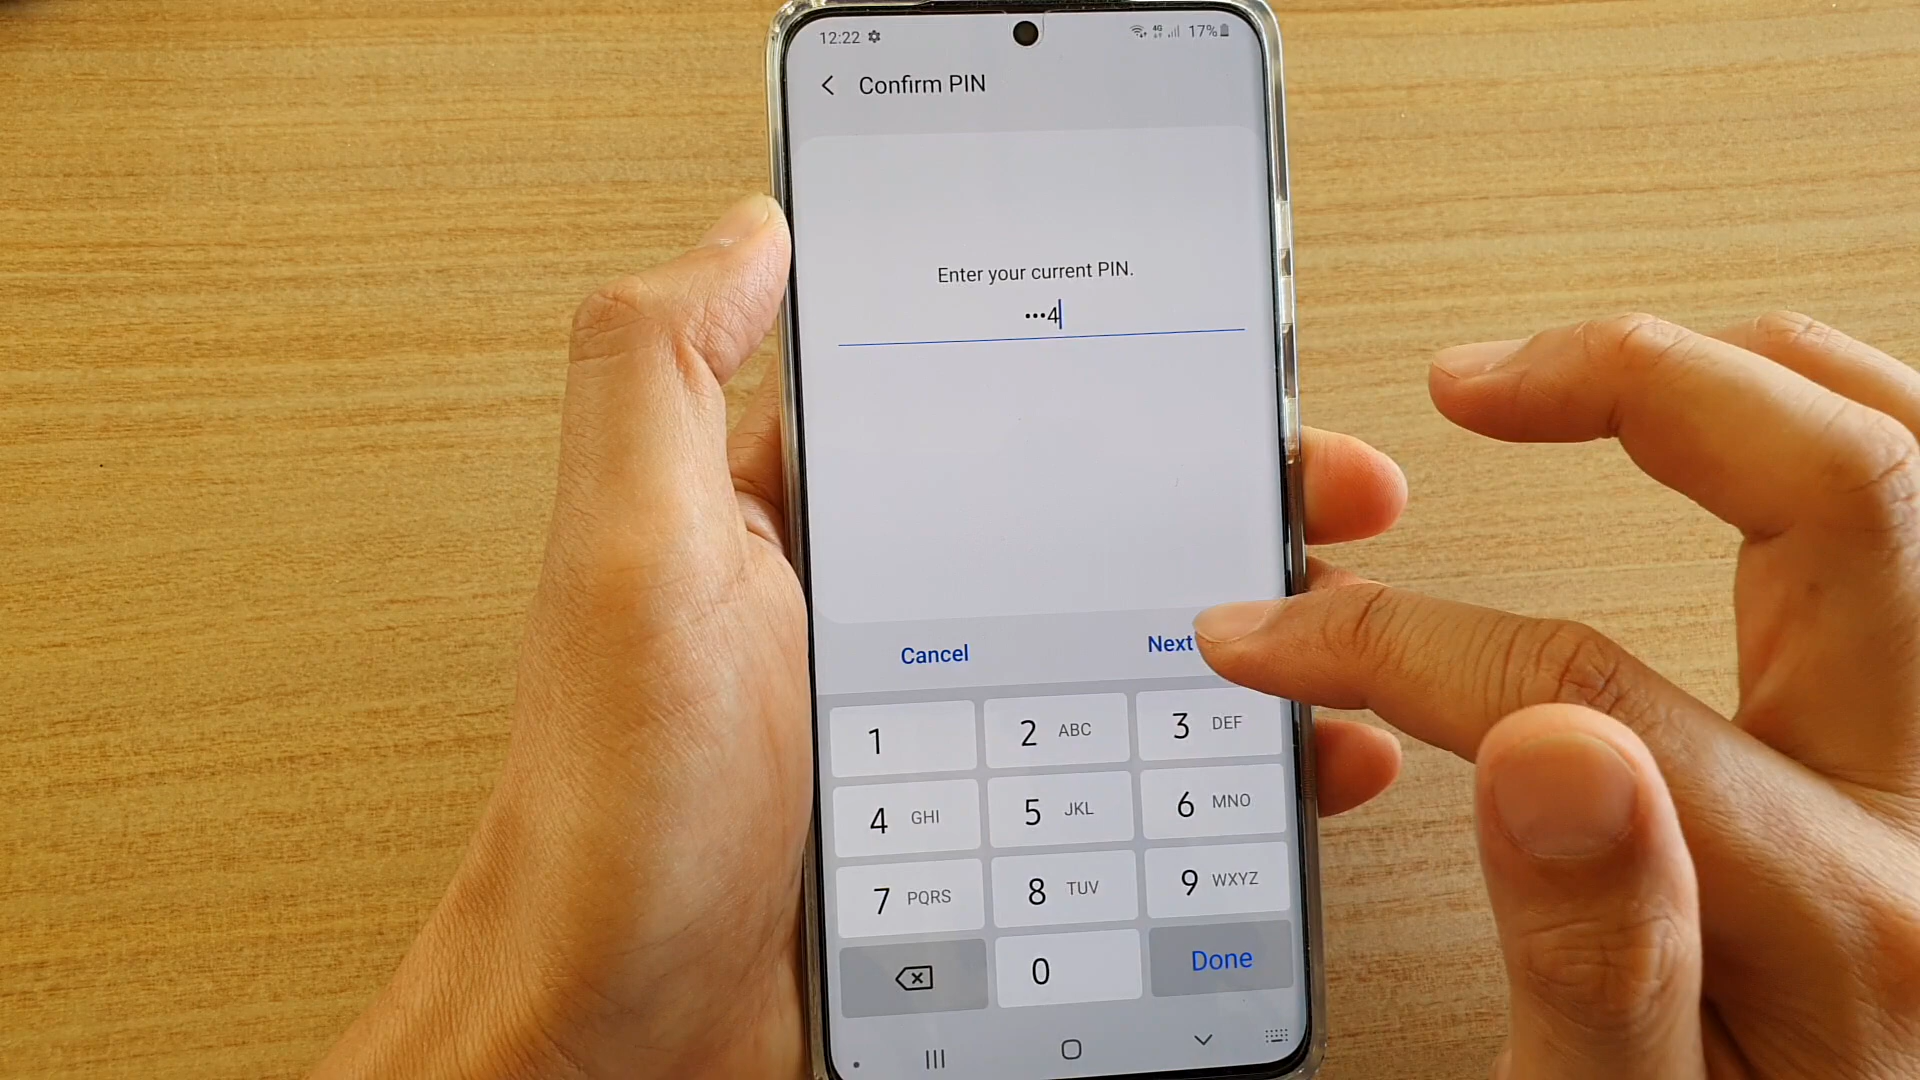 12:22 4G 17%
Confirm PIN
Enter your current PIN.
•••4
Cancel Next
1 2 ABC 3 DEF
4 GHI 5 JKL 6 MNO
7 PQRS 8 TUV 9 WXYZ
0 Done